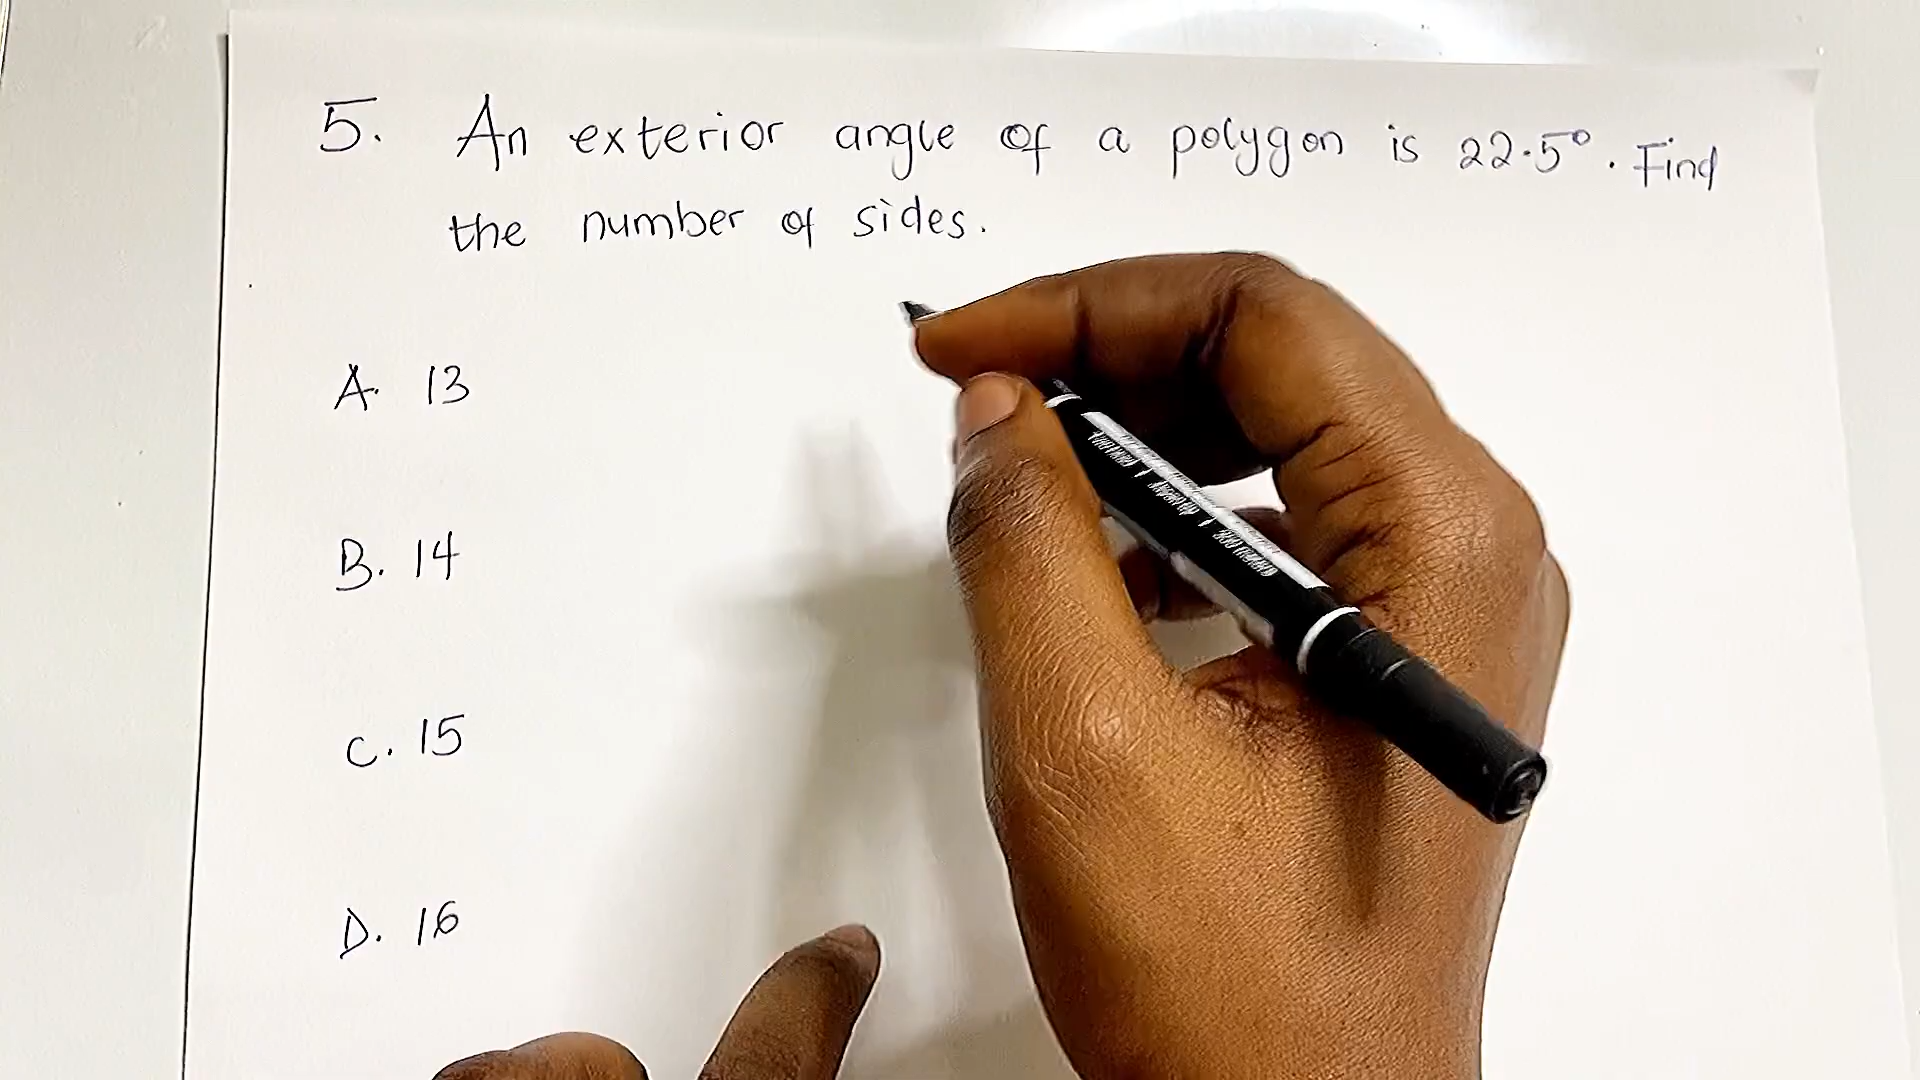 5. An exterior angle of a polygon is 22.5°. Find
the number of sides.
A. 13
B. 14
C. 15
D. 16